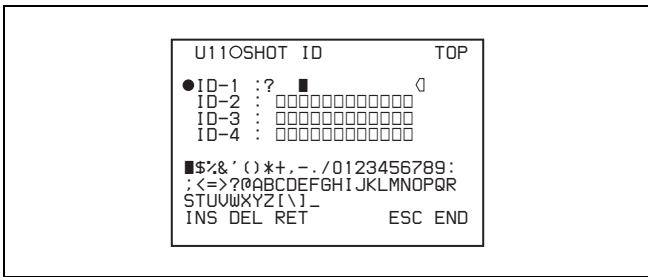 U11○SHOT ID TOP
●ID-1 :? ■
ID-2 : □□□□□□□□□□□□
ID-3 : □□□□□□□□□□□□
ID-4 : □□□□□□□□□□□□
■$%&'()*+,-./0123456789:
;<=>?@ABCDEFGHIJKLMNOPQR
STUVWXYZ[\]_
INS DEL RET ESC END